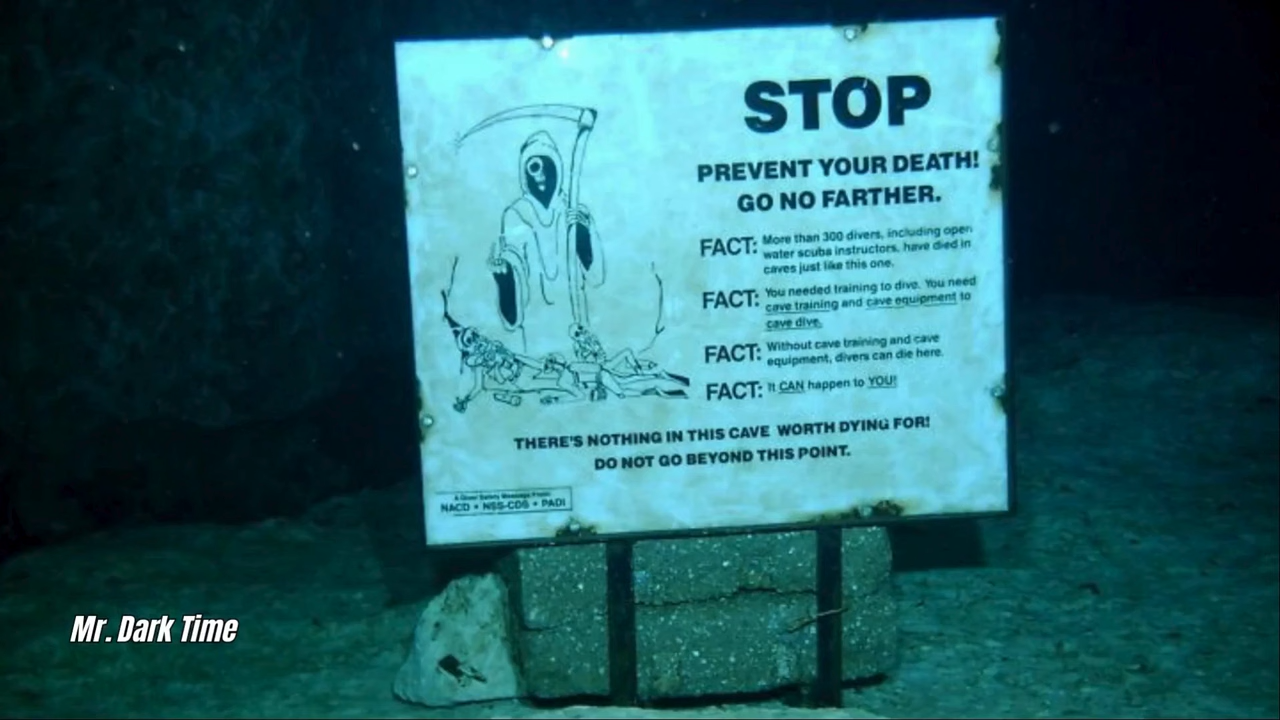 STOP
PREVENT YOUR DEATH!
GO NO FARTHER.
FACT: More than 300 divers, including open
water scuba instructors, have died in
caves just like this one.
FACT: You needed training to dive. You need
cave training and cave equipment to
cave dive.
FACT: Without cave training and cave
equipment, divers can die here.
FACT: It CAN happen to YOU!
THERE'S NOTHING IN THIS CAVE WORTH DYING FOR!
DO NOT GO BEYOND THIS POINT.
A Diver Safety Message From:
NACD • NSS-CDS • PADI
Mr. Dark Time